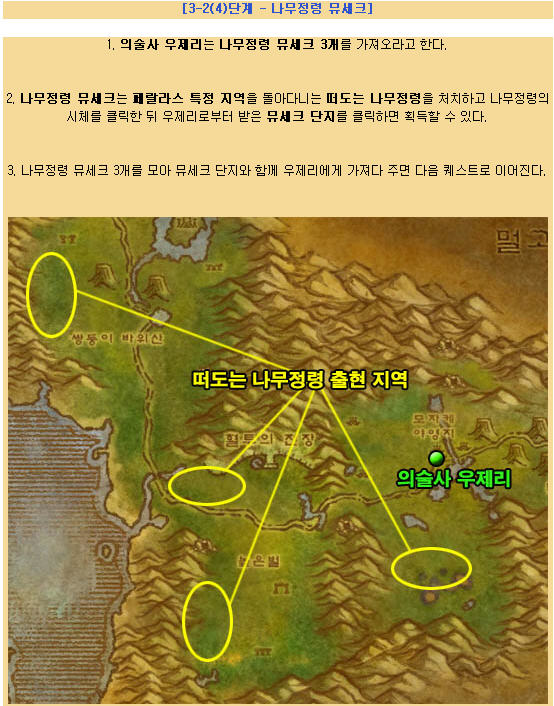 [3-2(4)단계 - 나무정령 뮤세크]
1. 의술사 우제리는 나무정령 뮤세크 3개를 가져오라고 한다.
2. 나무정령 뮤세크는 페랄라스 특정 지역을 돌아다니는 떠도는 나무정령을 처치하고 나무정령의
시체를 클릭한 뒤 우제리로부터 받은 뮤세크 단지를 클릭하면 획득할 수 있다.
3. 나무정령 뮤세크 3개를 모아 뮤세크 단지와 함께 우제리에게 가져다 주면 다음 퀘스트로 이어진다.
멀고
쌍둥이 바위산
떠도는 나무정령 출현 지역
모자케
야영지
혈투의 전장
의술사 우제리